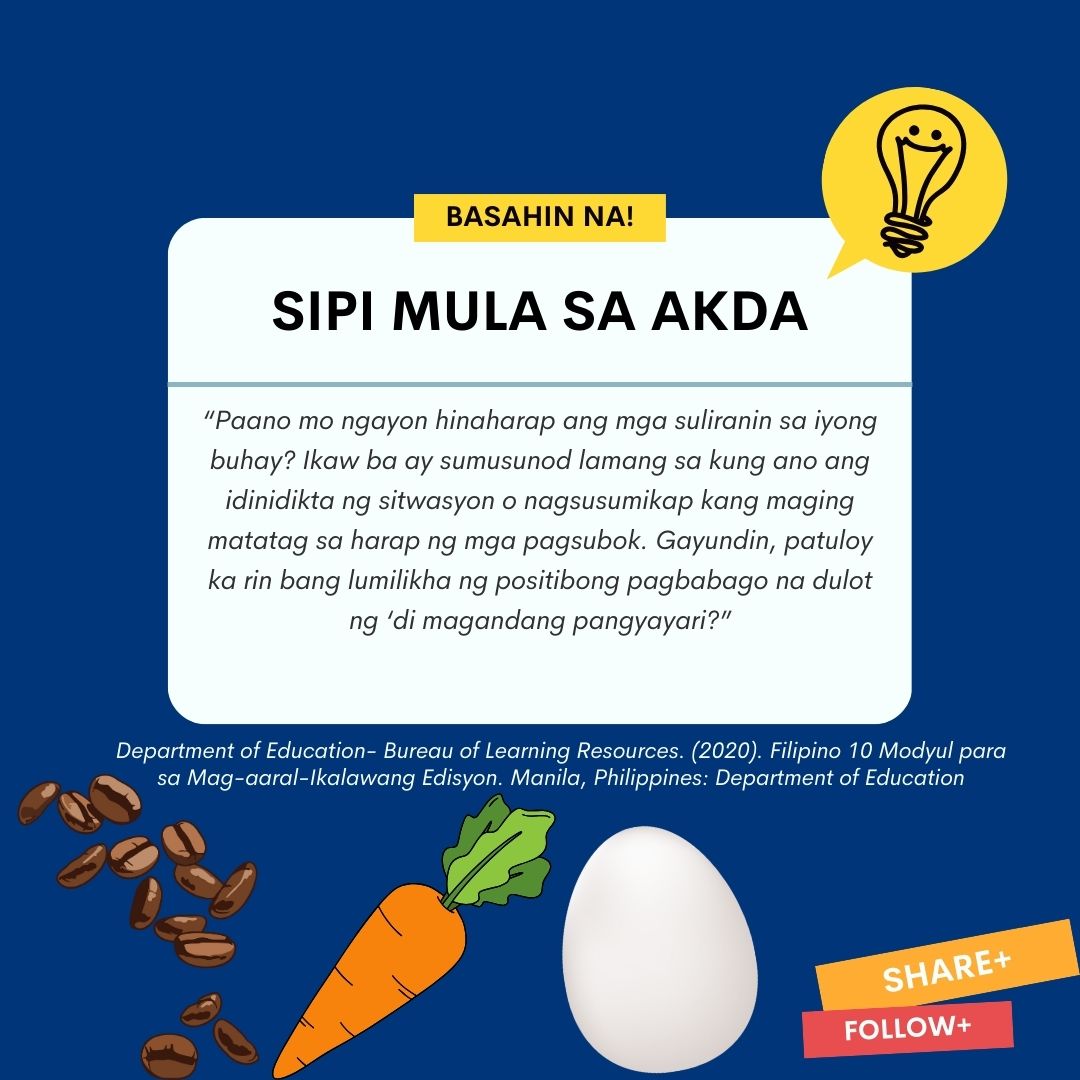 BASAHIN NA!
SIPI MULA SA AKDA
“Paano mo ngayon hinaharap ang mga suliranin sa iyong
buhay? Ikaw ba ay sumusunod lamang sa kung ano ang
idinidikta ng sitwasyon o nagsusumikap kang maging
matatag sa harap ng mga pagsubok. Gayundin, patuloy
ka rin bang lumilikha ng positibong pagbabago na dulot
ng ‘di magandang pangyayari?”
Department of Education- Bureau of Learning Resources. (2020). Filipino 10 Modyul para
sa Mag-aaral-Ikalawang Edisyon. Manila, Philippines: Department of Education
SHARE+
FOLLOW+